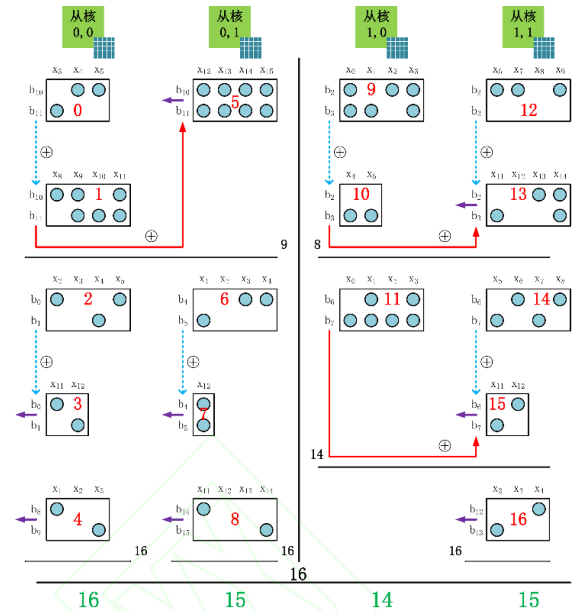 从核 从核 从核 从核
0,0 0,1 1,0 1,1
x₃ x₄ x₅ x₁₂ x₁₃ x₁₄ x₁₅ x₀ x₁ x₂ x₃ x₆ x₇ x₈ x₉
b₁₀ b₁₀ b₂ 9 b₂
b₁₁ 0 b₁₁ 5 b₃ b₃ 12
⊕ ⊕
x₈ x₉ x₁₀ x₁₁ x₄ x₅ x₁₁ x₁₂ x₁₃ x₁₄
b₁₀ 1 b₂ 10 b₂ 13
b₁₁ b₃ b₃
⊕ ⊕
9 8
x₂ x₃ x₄ x₅ x₁ x₂ x₃ x₄ x₀ x₁ x₂ x₃ x₅ x₆ x₇ x₈
b₀ 2 b₄ 6 b₆ 11 b₆ 14
b₁ b₅ b₇ b₇
⊕ ⊕ ⊕
x₁₁ x₁₂ x₁₂ x₁₁ x₁₂
b₀ 3 b₄ 7 b₆ 15
b₁ b₅ b₇
⊕
14
x₁ x₂ x₃ x₁₁ x₁₂ x₁₃ x₁₄ x₂ x₃ x₄
b₈ 4 b₁₄ 8 b₁₂ 16
b₉ b₁₅ b₁₃
16 16 16
16
16 15 14 15